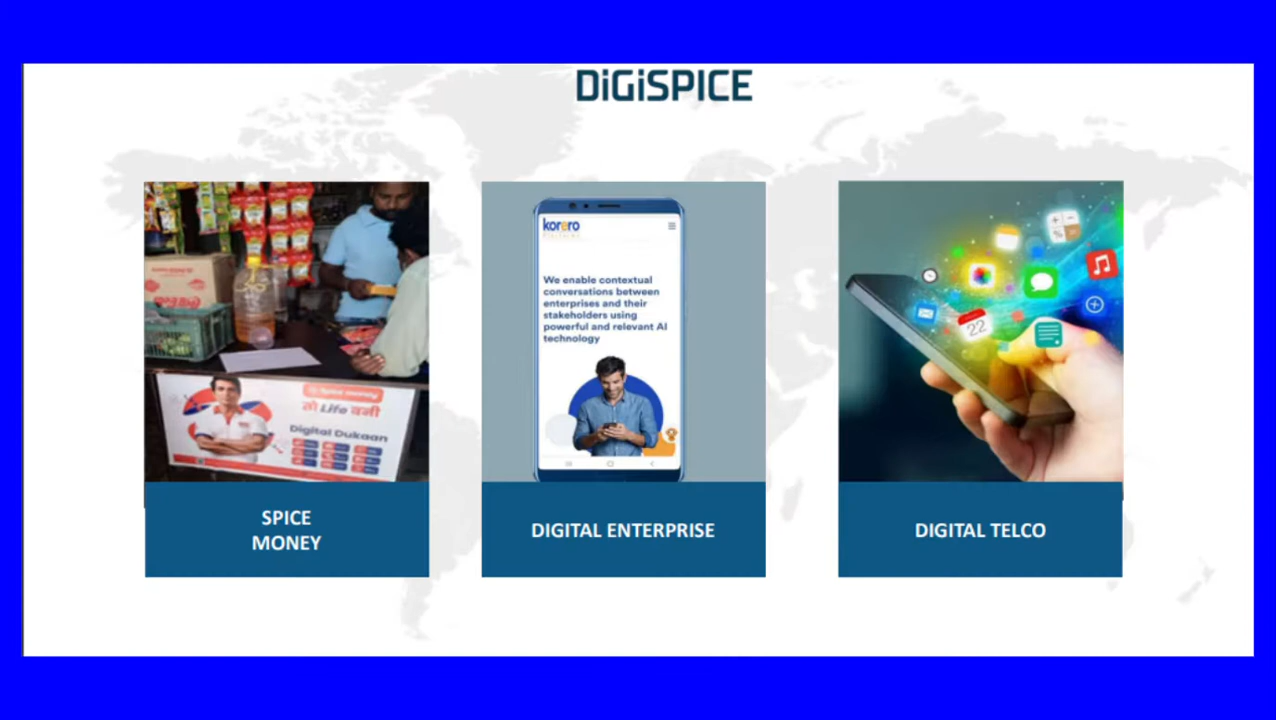 DiGiSPICE
spice money
तो Life बनी
Digital Dukaan
SPICE
MONEY
korero
We enable contextual
conversations between
enterprises and their
stakeholders using
powerful and relevant AI
technology
DIGITAL ENTERPRISE
22
DIGITAL TELCO